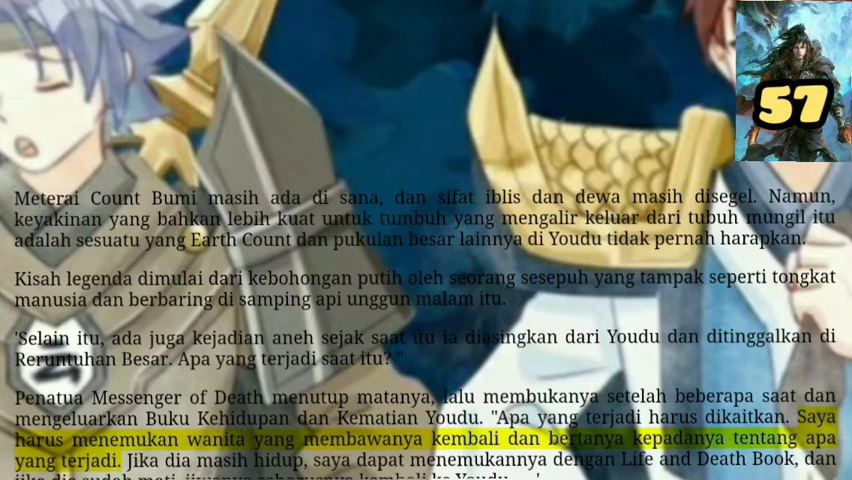 57
Meterai Count Bumi masih ada di sana, dan sifat iblis dan dewa masih disegel. Namun,
keyakinan yang bahkan lebih kuat untuk tumbuh yang mengalir keluar dari tubuh mungil itu
adalah sesuatu yang Earth Count dan pukulan besar lainnya di Youdu tidak pernah harapkan.
Kisah legenda dimulai dari kebohongan putih oleh seorang sesepuh yang tampak seperti tongkat
manusia dan berbaring di samping api unggun malam itu.
'Selain itu, ada juga kejadian aneh sejak saat itu ia diasingkan dari Youdu dan ditinggalkan di
Reruntuhan Besar. Apa yang terjadi saat itu? "
Penatua Messenger of Death menutup matanya, lalu membukanya setelah beberapa saat dan
mengeluarkan Buku Kehidupan dan Kematian Youdu. "Apa yang terjadi harus dikaitkan. Saya
harus menemukan wanita yang membawanya kembali dan bertanya kepadanya tentang apa
yang terjadi. Jika dia masih hidup, saya dapat menemukannya dengan Life and Death Book, dan